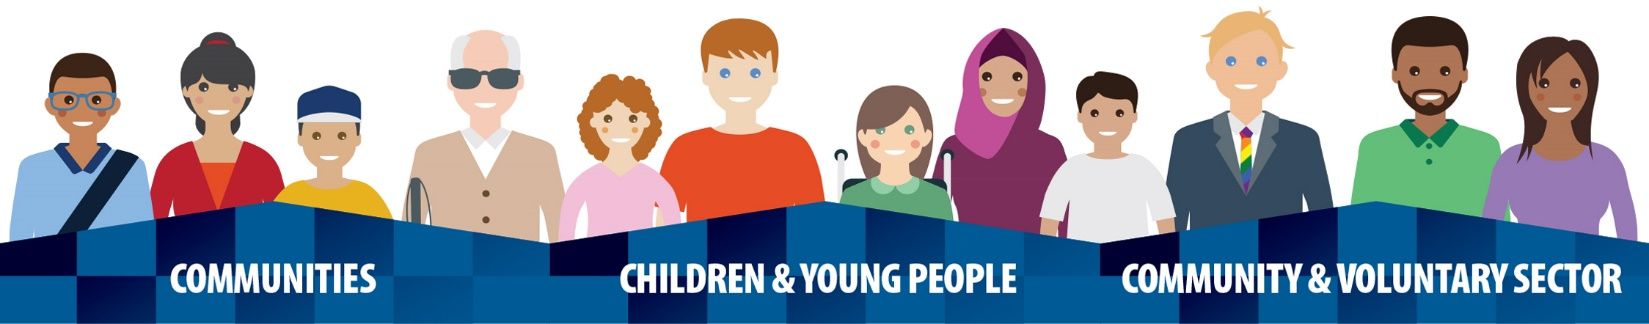 COMMUNITIES
CHILDREN & YOUNG PEOPLE
COMMUNITY & VOLUNTARY SECTOR